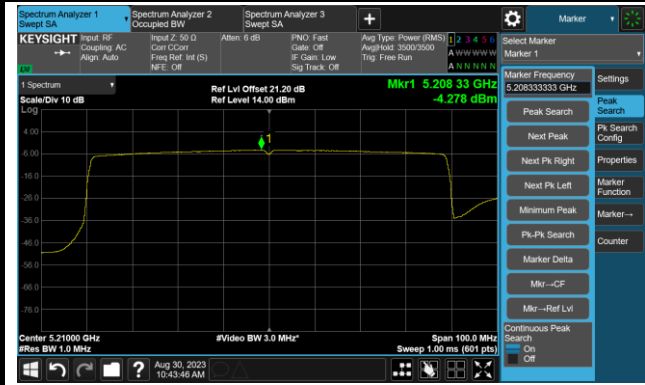 Spectrum Analyzer 1
Swept SA
Spectrum Analyzer 2
Occupied BW
Spectrum Analyzer 3
Swept SA
Marker
KEYSIGHT
Input: RF
Coupling: AC
Align: Auto
Input Z: 50 Ω
Corr CCorr
Freq Ref: Int (S)
NFE: Off
Atten: 6 dB
PNO: Fast
Gate: Off
IF Gain: Low
Sig Track: Off
Avg Type: Power (RMS)
Avg|Hold: 3500/3500
Trig: Free Run
1 2 3 4 5 6
A W W W W W
A N N N N N
Select Marker
Marker 1
1 Spectrum
Scale/Div 10 dB
Log
Ref Lvl Offset 21.20 dB
Ref Level 14.00 dBm
Mkr1 5.208 33 GHz
-4.278 dBm
4.00
-6.00
-16.0
-26.0
-36.0
-46.0
-56.0
-66.0
-76.0
1
Center 5.21000 GHz
#Res BW 1.0 MHz
#Video BW 3.0 MHz*
Span 100.0 MHz
Sweep 1.00 ms (601 pts)
Marker Frequency
5.208333333 GHz
Peak Search
Next Peak
Next Pk Right
Next Pk Left
Minimum Peak
Pk-Pk Search
Marker Delta
Mkr→CF
Mkr→Ref Lvl
Continuous Peak
Search
On
Off
Settings
Peak
Search
Pk Search
Config
Properties
Marker
Function
Marker→
Counter
Aug 30, 2023
10:43:46 AM